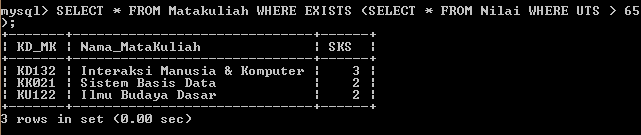 mysql> SELECT * FROM Matakuliah WHERE EXISTS (SELECT * FROM Nilai WHERE UTS > 65
);
+-------+------------------------------+------+
| KD_MK | Nama_MataKuliah | SKS |
+-------+------------------------------+------+
| KD132 | Interaksi Manusia & Komputer | 3 |
| KK021 | Sistem Basis Data | 2 |
| KU122 | Ilmu Budaya Dasar | 2 |
+-------+------------------------------+------+
3 rows in set (0.00 sec)